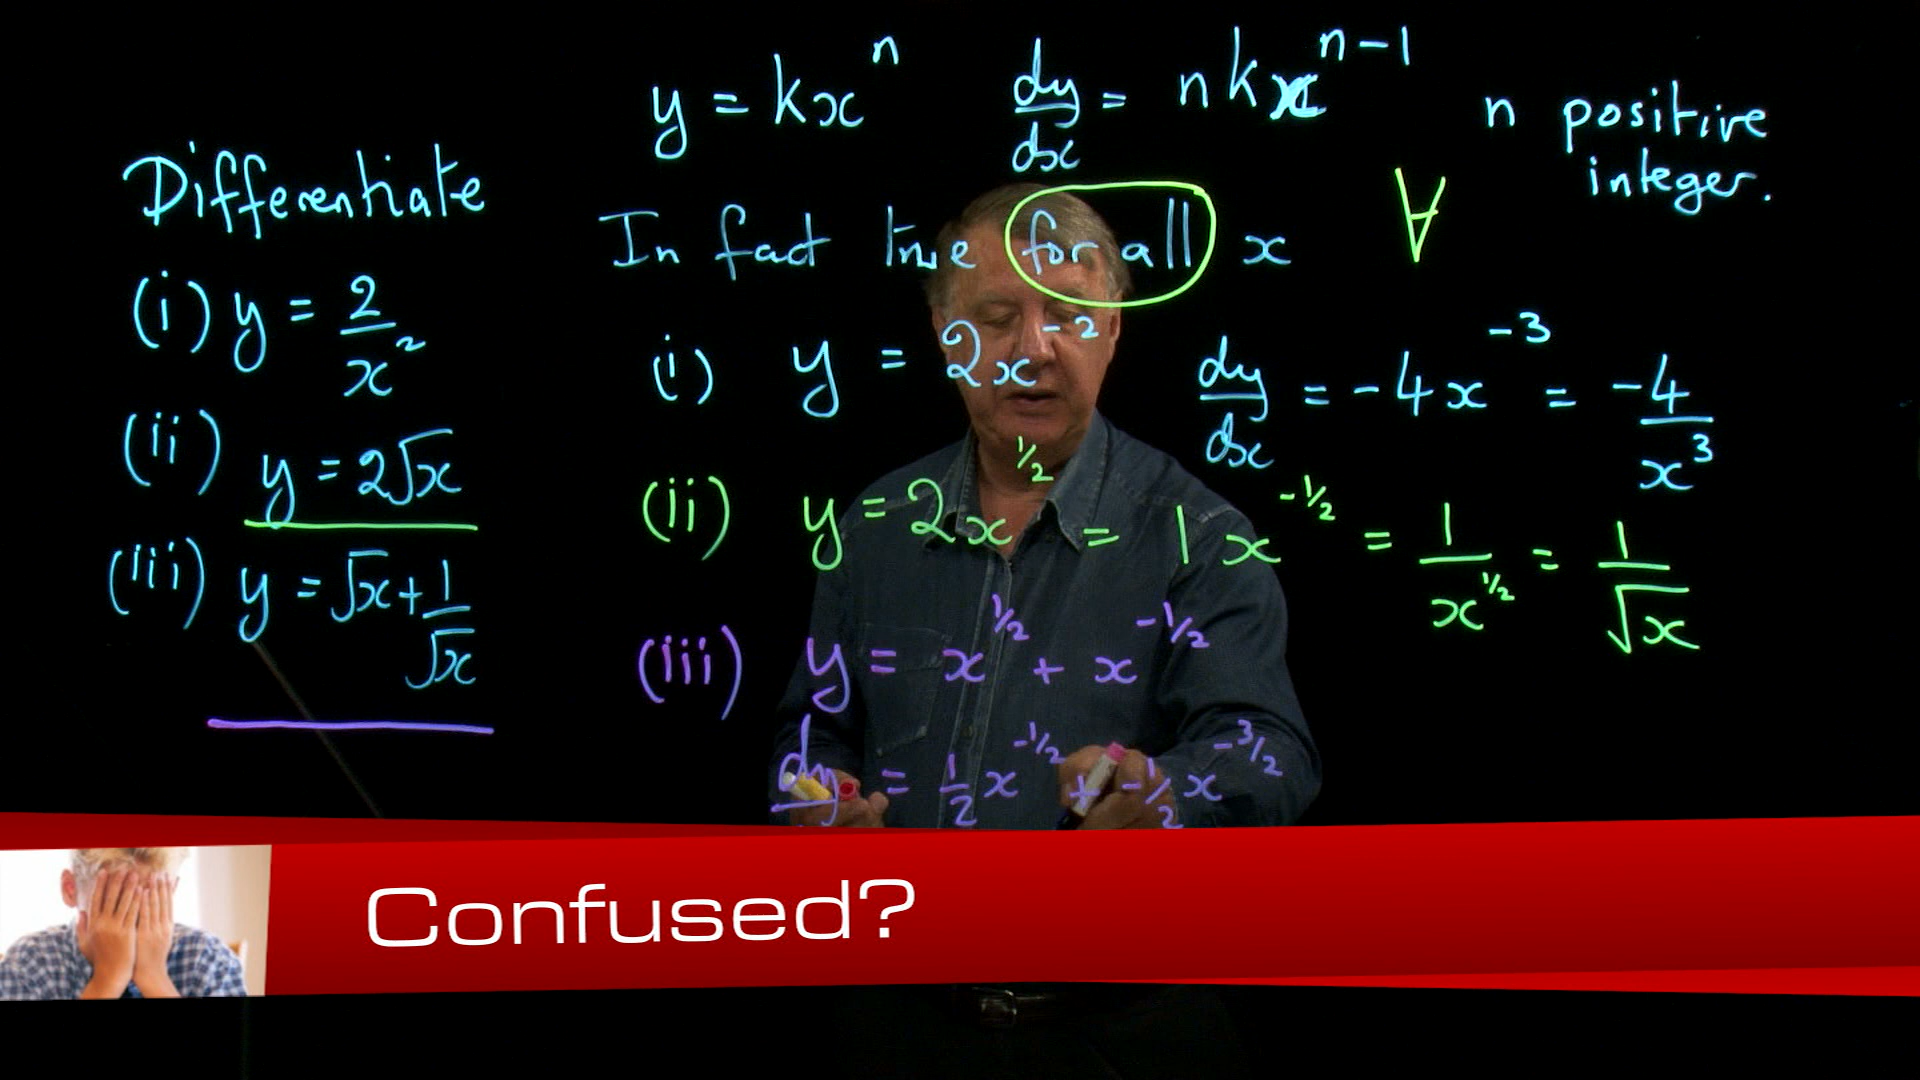 y = kxⁿ dy/dx = nkxⁿ⁻¹ n positive
integer.
Differentiate
In fact true for all x ∀
(i) y = 2/x²
(ii) y = 2√x
(iii) y = √x + 1/√x
(i) y = 2x⁻² dy/dx = -4x⁻³ = -4/x³
(ii) y = 2x^½ = 1x^-½ = 1/x^½ = 1/√x
(iii) y = x^½ + x^-½
dy = ½x^-½ + -½x^-3/2
Confused?